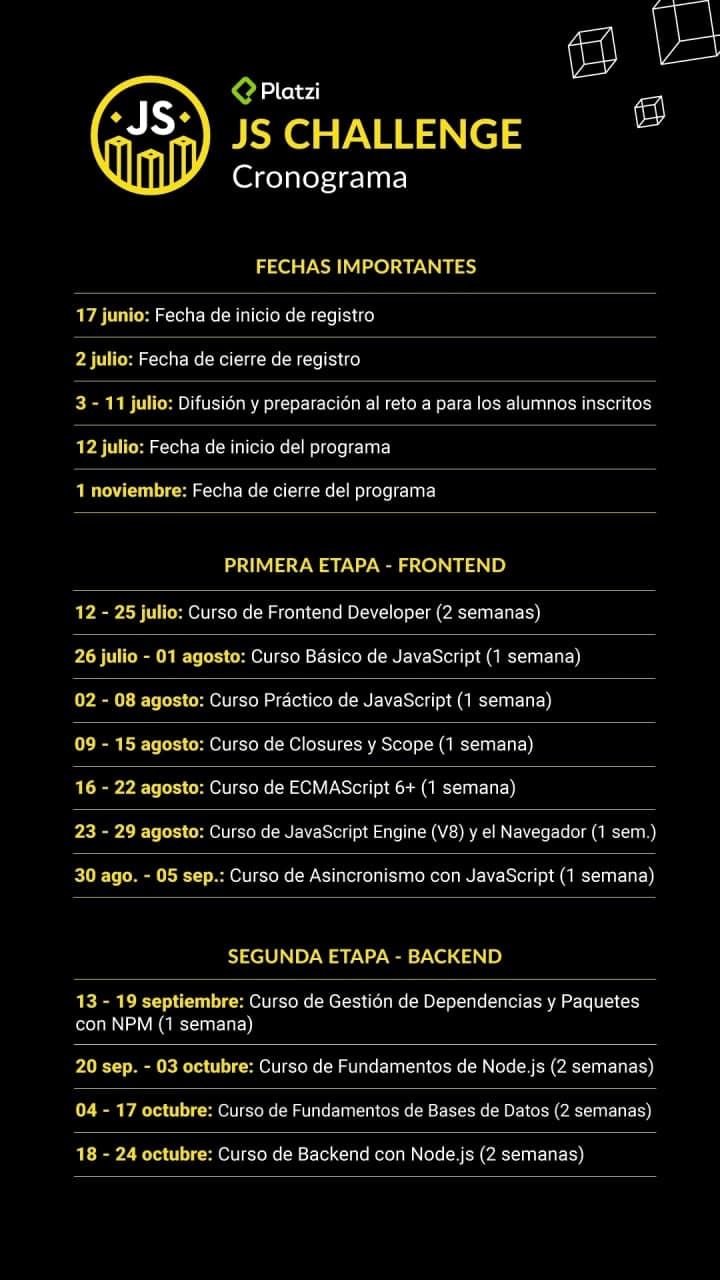 JS
Platzi
JS CHALLENGE
Cronograma
FECHAS IMPORTANTES
17 junio: Fecha de inicio de registro
2 julio: Fecha de cierre de registro
3 - 11 julio: Difusión y preparación al reto a para los alumnos inscritos
12 julio: Fecha de inicio del programa
1 noviembre: Fecha de cierre del programa
PRIMERA ETAPA - FRONTEND
12 - 25 julio: Curso de Frontend Developer (2 semanas)
26 julio - 01 agosto: Curso Básico de JavaScript (1 semana)
02 - 08 agosto: Curso Práctico de JavaScript (1 semana)
09 - 15 agosto: Curso de Closures y Scope (1 semana)
16 - 22 agosto: Curso de ECMAScript 6+ (1 semana)
23 - 29 agosto: Curso de JavaScript Engine (V8) y el Navegador (1 sem.)
30 ago. - 05 sep.: Curso de Asincronismo con JavaScript (1 semana)
SEGUNDA ETAPA - BACKEND
13 - 19 septiembre: Curso de Gestión de Dependencias y Paquetes
con NPM (1 semana)
20 sep. - 03 octubre: Curso de Fundamentos de Node.js (2 semanas)
04 - 17 octubre: Curso de Fundamentos de Bases de Datos (2 semanas)
18 - 24 octubre: Curso de Backend con Node.js (2 semanas)